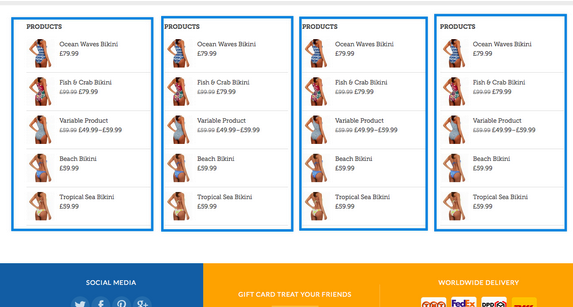 PRODUCTS
Ocean Waves Bikini
£79.99
Fish & Crab Bikini
£99.99 £79.99
Variable Product
£59.99 £49.99–£59.99
Beach Bikini
£59.99
Tropical Sea Bikini
£59.99
PRODUCTS
Ocean Waves Bikini
£79.99
Fish & Crab Bikini
£99.99 £79.99
Variable Product
£59.99 £49.99–£59.99
Beach Bikini
£59.99
Tropical Sea Bikini
£59.99
PRODUCTS
Ocean Waves Bikini
£79.99
Fish & Crab Bikini
£99.99 £79.99
Variable Product
£59.99 £49.99–£59.99
Beach Bikini
£59.99
Tropical Sea Bikini
£59.99
PRODUCTS
Ocean Waves Bikini
£79.99
Fish & Crab Bikini
£99.99 £79.99
Variable Product
£59.99 £49.99–£59.99
Beach Bikini
£59.99
Tropical Sea Bikini
£59.99
SOCIAL MEDIA
GIFT CARD TREAT YOUR FRIENDS
WORLDWIDE DELIVERY
TNT FedEx DPD